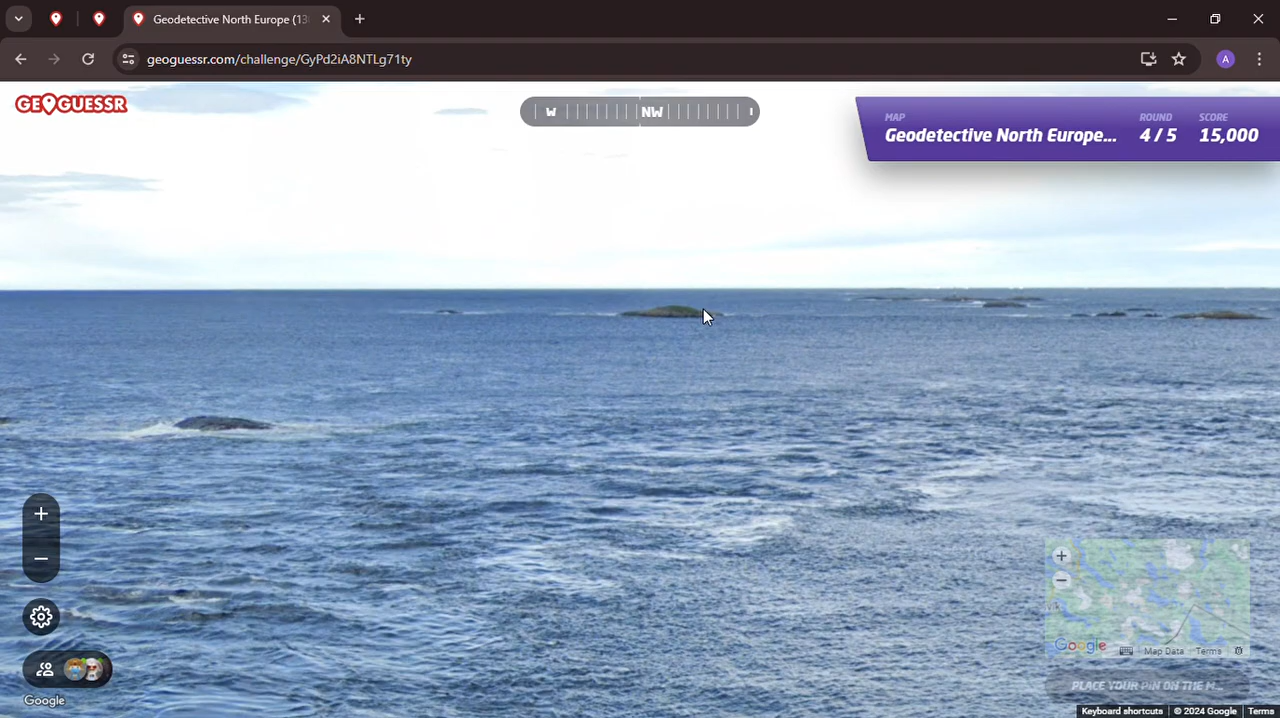 Geodetective North Europe (13
geoguessr.com/challenge/GyPd2iA8NTLg71ty
A
GEOGUESSR
W
NW
MAP
Geodetective North Europe...
ROUND
4 / 5
SCORE
15,000
+
−
Google
+
−
Google
Map Data
Terms
PLACE YOUR PIN ON THE M...
Keyboard shortcuts
© 2024 Google
Terms